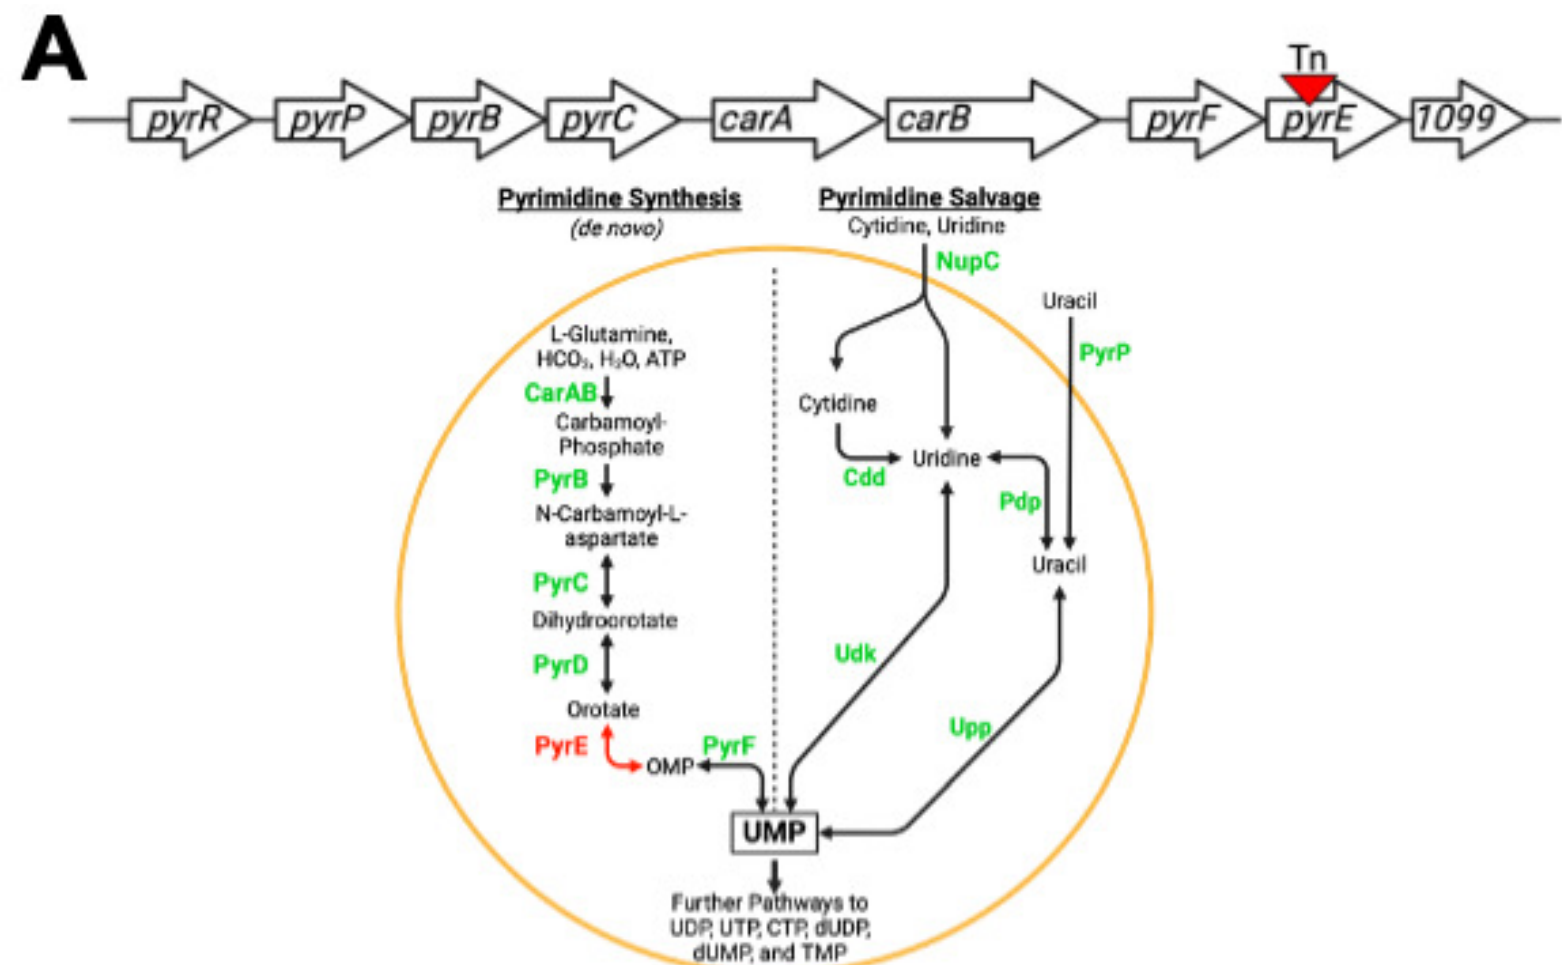 A
Tn
pyrR pyrP pyrB pyrC carA carB pyrF pyrE 1099
Pyrimidine Synthesis
(de novo)
Pyrimidine Salvage
Cytidine, Uridine
NupC
Uracil
PyrP
L-Glutamine,
HCO₃, H₂O, ATP
CarAB
Carbamoyl-
Phosphate
PyrB
N-Carbamoyl-L-
aspartate
PyrC
Dihydroorotate
PyrD
Orotate
PyrE
OMP
PyrF
Cytidine
Cdd
Uridine
Pdp
Uracil
Udk
Upp
UMP
Further Pathways to
UDP, UTP, CTP, dUDP,
dUMP, and TMP